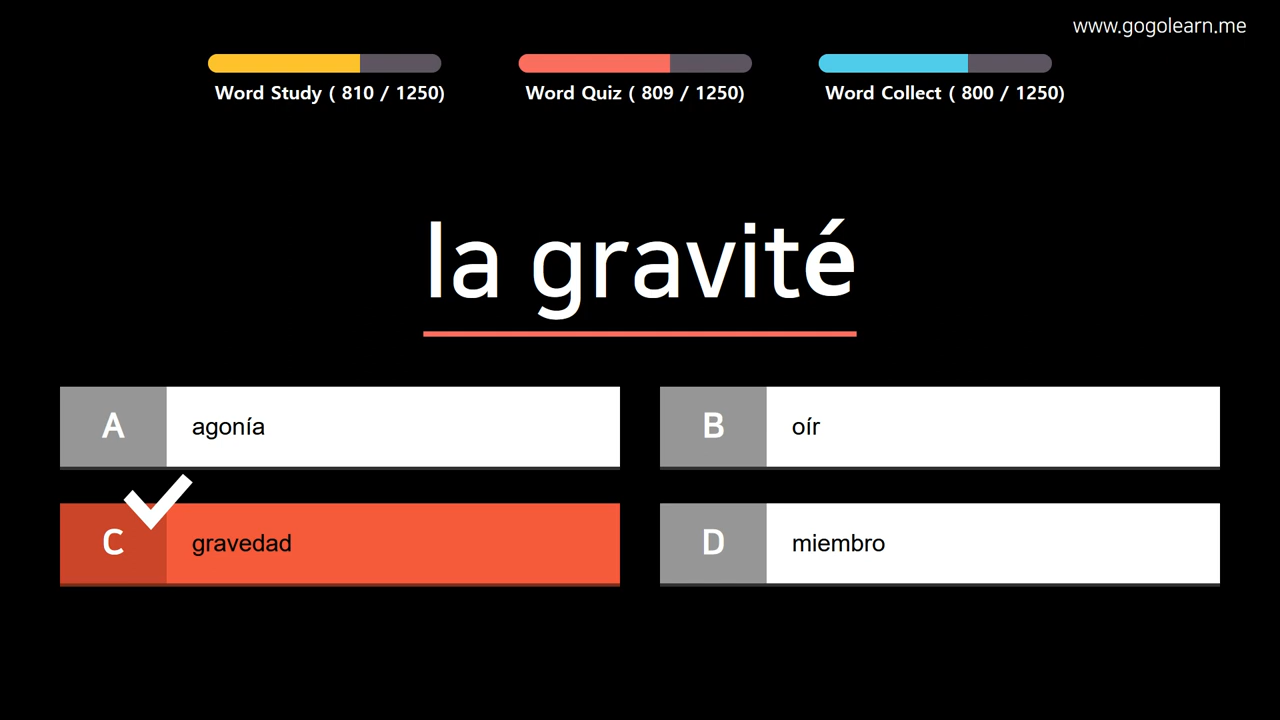 www.gogolearn.me
Word Study ( 810 / 1250)
Word Quiz ( 809 / 1250)
Word Collect ( 800 / 1250)
la gravité
A agonía
B oír
C gravedad
D miembro